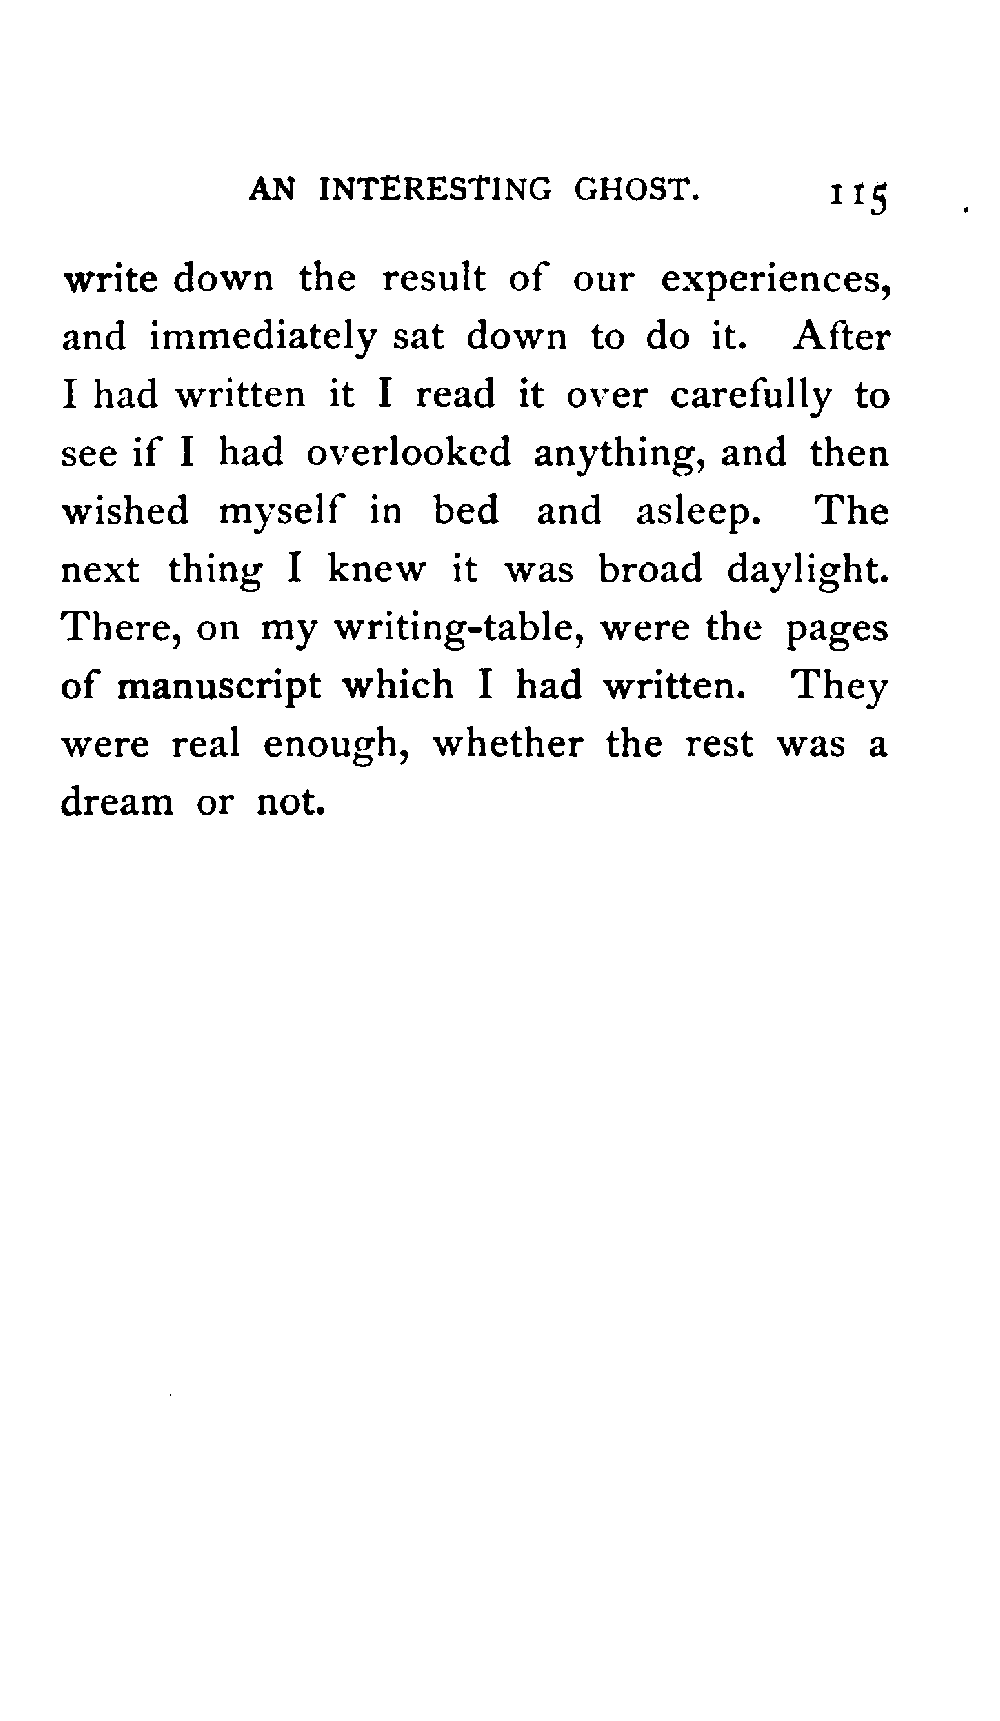 AN INTERESTING GHOST. 115
write down the result of our experiences,
and immediately sat down to do it. After
I had written it I read it over carefully to
see if I had overlooked anything, and then
wished myself in bed and asleep. The
next thing I knew it was broad daylight.
There, on my writing-table, were the pages
of manuscript which I had written. They
were real enough, whether the rest was a
dream or not.